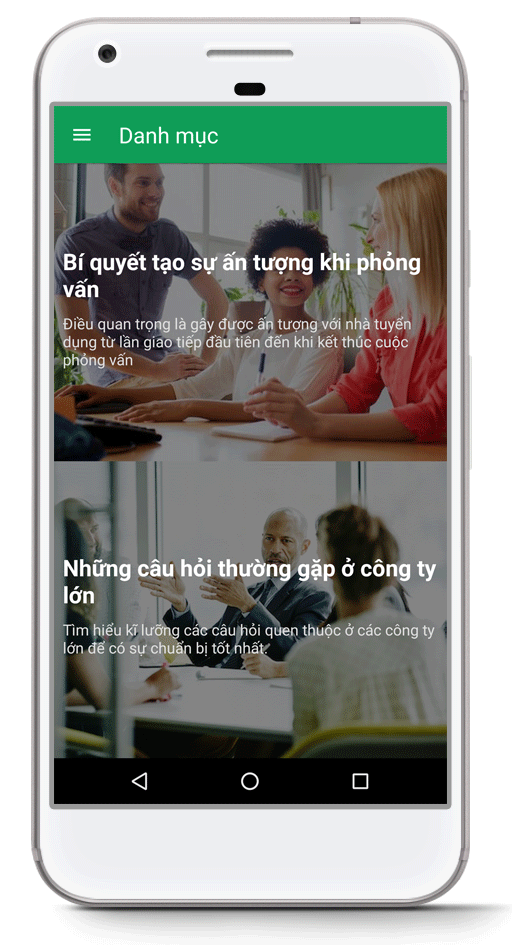 Danh mục
Bí quyết tạo sự ấn tượng khi phỏng
vấn
Điều quan trọng là gây được ấn tượng với nhà tuyển
dụng từ lần giao tiếp đầu tiên đến khi kết thúc cuộc
phỏng vấn
Những câu hỏi thường gặp ở công ty
lớn
Tìm hiểu kĩ lưỡng các câu hỏi quen thuộc ở các công ty
lớn để có sự chuẩn bị tốt nhất.